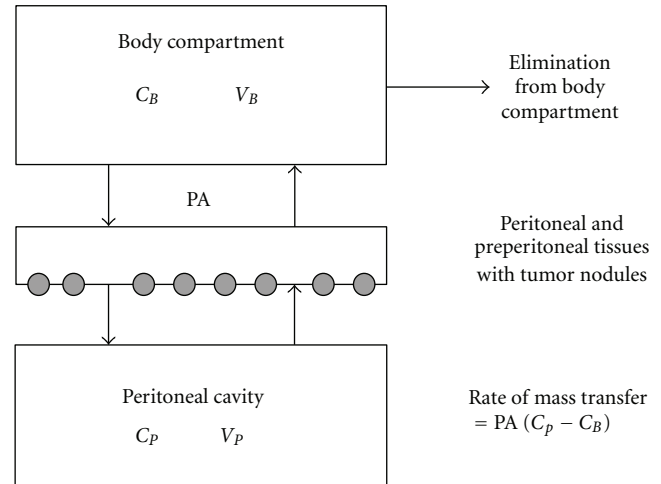 Body compartment
C_B V_B
Elimination
from body
compartment
PA
Peritoneal and
preperitoneal tissues
with tumor nodules
Peritoneal cavity
C_P V_P
Rate of mass transfer
= PA (C_p − C_B)